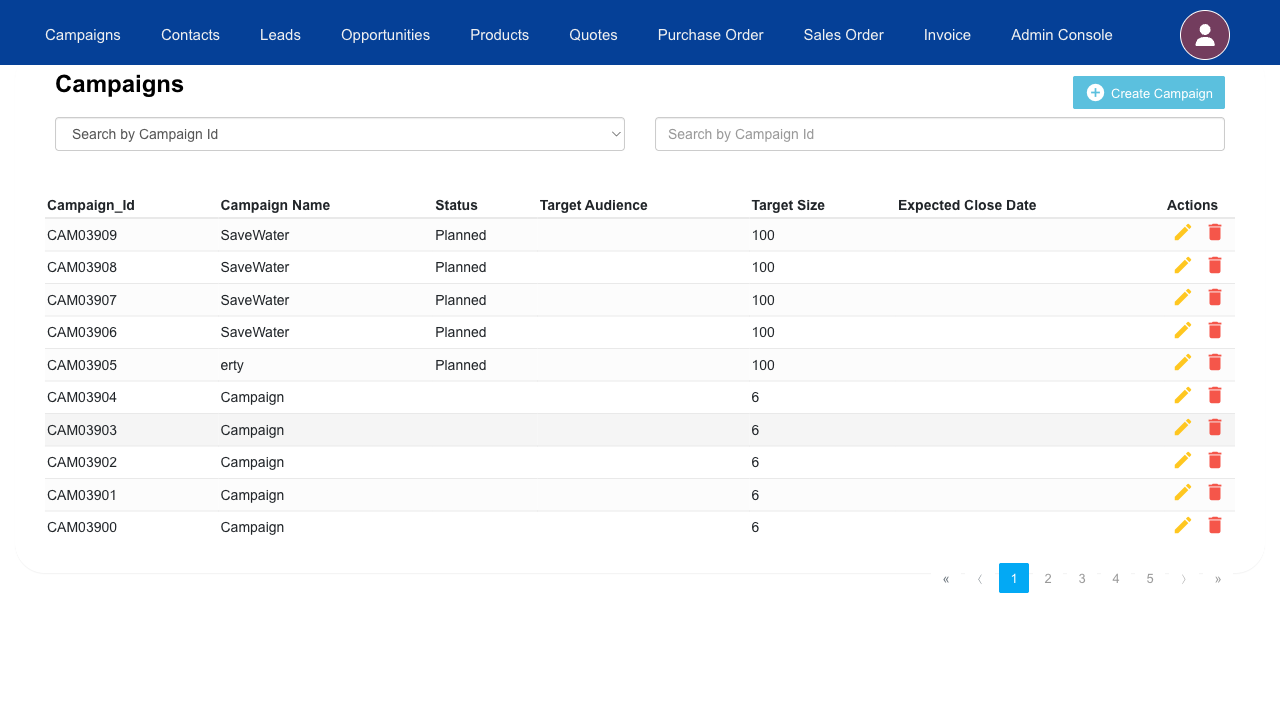 Campaigns Contacts Leads Opportunities Products Quotes Purchase Order Sales Order Invoice Admin Console
Campaigns
Create Campaign
Search by Campaign Id Search by Campaign Id
Campaign_Id Campaign Name Status Target Audience Target Size Expected Close Date Actions
CAM03909 SaveWater Planned 100
CAM03908 SaveWater Planned 100
CAM03907 SaveWater Planned 100
CAM03906 SaveWater Planned 100
CAM03905 erty Planned 100
CAM03904 Campaign 6
CAM03903 Campaign 6
CAM03902 Campaign 6
CAM03901 Campaign 6
CAM03900 Campaign 6
« ⟨ 1 2 3 4 5 ⟩ »